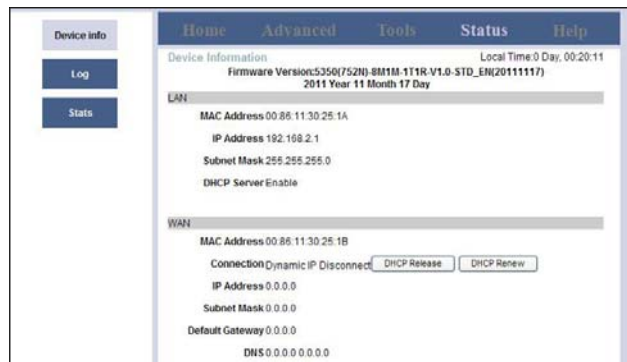 Device info
Log
Stats
Home Advanced Tools Status Help
Device Information Local Time:0 Day, 00:20:11
Firmware Version:5350(752N)-8M1M-1T1R-V1.0-STD_EN(20111117)
2011 Year 11 Month 17 Day
LAN
MAC Address 00:86:11:30:25:1A
IP Address 192.168.2.1
Subnet Mask 255.255.255.0
DHCP Server Enable
WAN
MAC Address 00:86:11:30:25:1B
Connection Dynamic IP Disconnect DHCP Release DHCP Renew
IP Address 0.0.0.0
Subnet Mask 0.0.0.0
Default Gateway 0.0.0.0
DNS 0.0.0.0 0.0.0.0